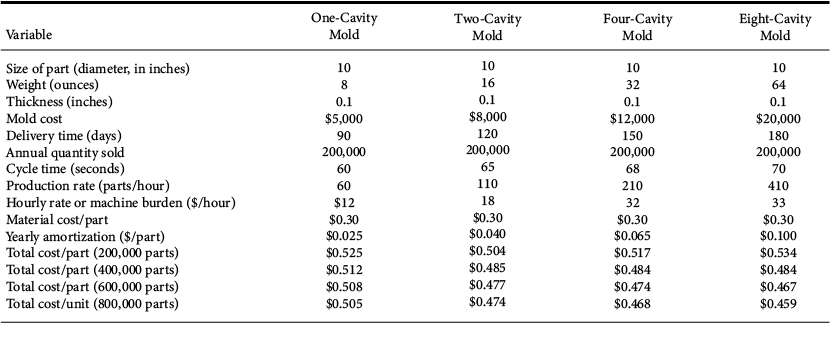 Variable One-Cavity Mold Two-Cavity Mold Four-Cavity Mold Eight-Cavity Mold
Size of part (diameter, in inches) 10 10 10 10
Weight (ounces) 8 16 32 64
Thickness (inches) 0.1 0.1 0.1 0.1
Mold cost $5,000 $8,000 $12,000 $20,000
Delivery time (days) 90 120 150 180
Annual quantity sold 200,000 200,000 200,000 200,000
Cycle time (seconds) 60 65 68 70
Production rate (parts/hour) 60 110 210 410
Hourly rate or machine burden ($/hour) $12 18 32 33
Material cost/part $0.30 $0.30 $0.30 $0.30
Yearly amortization ($/part) $0.025 $0.040 $0.065 $0.100
Total cost/part (200,000 parts) $0.525 $0.504 $0.517 $0.534
Total cost/part (400,000 parts) $0.512 $0.485 $0.484 $0.484
Total cost/part (600,000 parts) $0.508 $0.477 $0.474 $0.467
Total cost/unit (800,000 parts) $0.505 $0.474 $0.468 $0.459